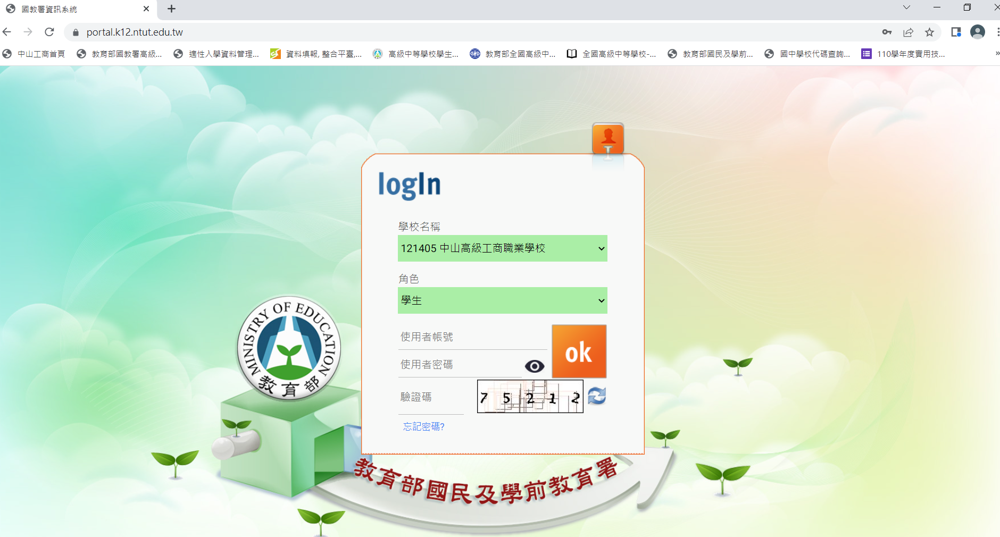 國教署資訊系統
portal.k12.ntut.edu.tw
中山工商首頁 教育部國教署高級... 適性入學資料管理... 資料填報, 整合平臺,... 高級中等學校學生... 教育部全國高級中... 全國高級中等學校-... 教育部國民及學前... 國中學校代碼查詢... 110學年度實用技... »
logIn
學校名稱
121405 中山高級工商職業學校
角色
學生
使用者帳號
ok
使用者密碼
驗證碼
7 5 2 1 2
忘記密碼?
MINISTRY OF EDUCATION
教育部
教育部國民及學前教育署